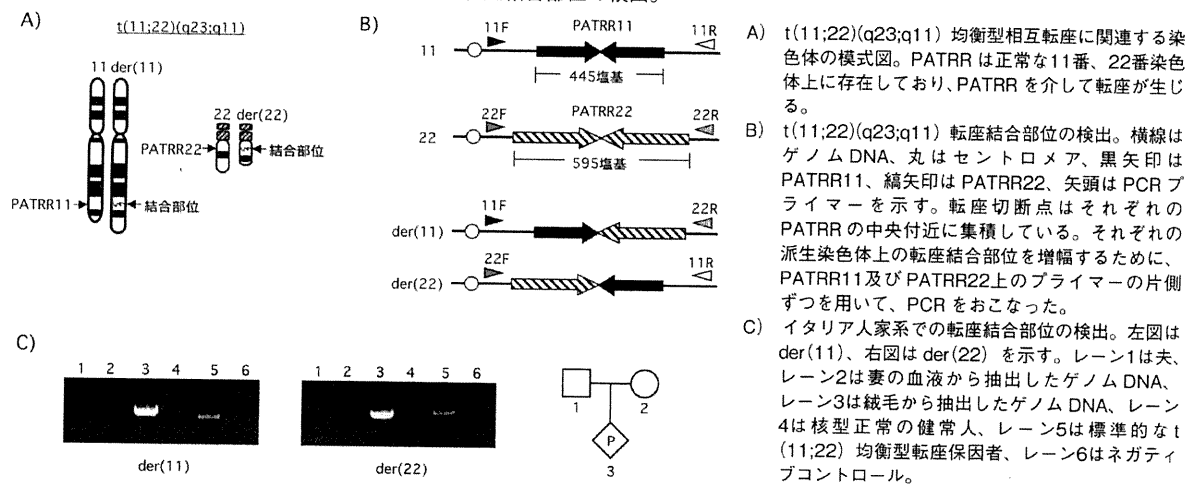 A)
t(11;22)(q23;q11)
11 der(11)
22 der(22)
PATRR22
結合部位
PATRR11
結合部位
B)
11F
PATRR11
11R
11
445塩基
22F
PATRR22
22R
22
595塩基
11F
22R
der(11)
22F
11R
der(22)
C)
1 2 3 4 5 6
der(11)
1 2 3 4 5 6
der(22)
1
2
P
3
A) t(11;22)(q23;q11) 均衡型相互転座に関連する染
色体の模式図。PATRR は正常な11番、22番染色
体上に存在しており、PATRR を介して転座が生じ
る。
B) t(11;22)(q23;q11) 転座結合部位の検出。横線は
ゲノム DNA、丸はセントロメア、黒矢印は
PATRR11、縞矢印は PATRR22、矢頭は PCR プ
ライマーを示す。転座切断点はそれぞれの
PATRR の中央付近に集積している。それぞれの
派生染色体上の転座結合部位を増幅するために、
PATRR11及び PATRR22上のプライマーの片側
ずつを用いて、PCR をおこなった。
C) イタリア人家系での転座結合部位の検出。左図は
der(11)、右図は der(22) を示す。レーン1は夫、
レーン2は妻の血液から抽出したゲノム DNA、
レーン3は絨毛から抽出したゲノム DNA、レーン
4は核型正常の健常人、レーン5は標準的な t
(11;22) 均衡型転座保因者、レーン6はネガティ
ブコントロール。